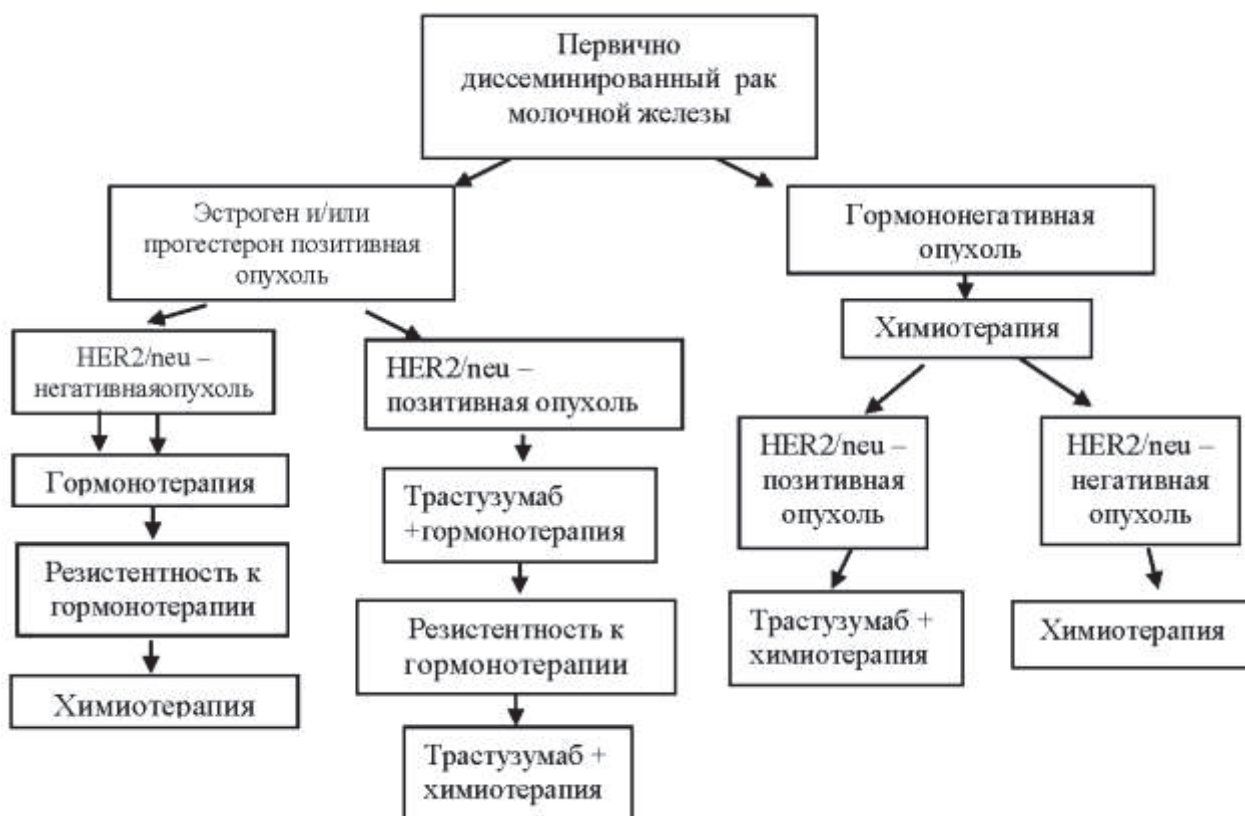 Первично
диссеминированный рак
молочной железы
Эстроген и/или
прогестерон позитивная
опухоль
Гормононегативная
опухоль
Химиотерапия
HER2/neu –
негативнаяопухоль
HER2/neu –
позитивная опухоль
HER2/neu –
позитивная
опухоль
HER2/neu –
негативная
опухоль
Гормонотерапия
Трастузумаб
+гормонотерапия
Резистентность к
гормонотерапии
Резистентность к
гормонотерапии
Трастузумаб +
химиотерапия
Химиотерапия
Химиотерапия
Трастузумаб +
химиотерапия